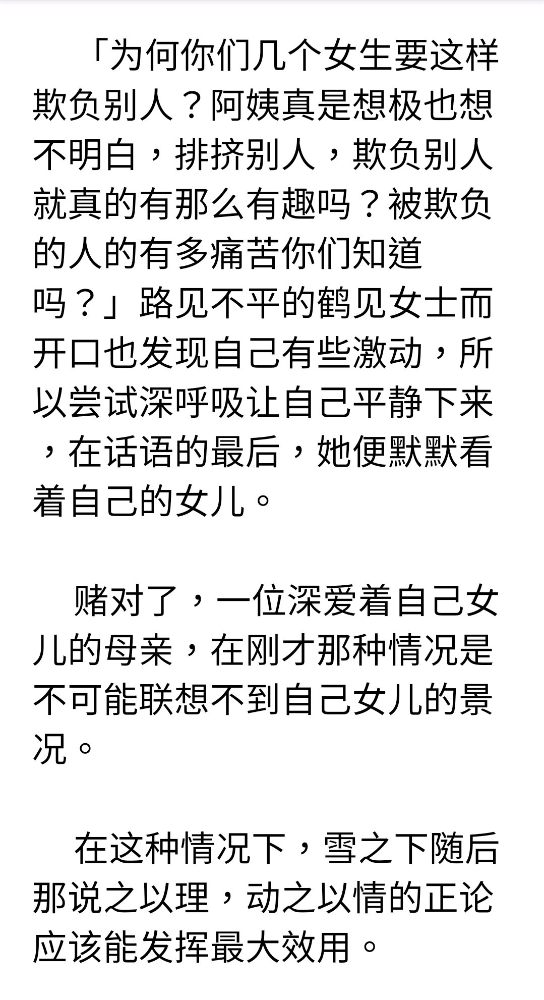 「为何你们几个女生要这样
欺负别人？阿姨真是想极也想
不明白，排挤别人，欺负别人
就真的有那么有趣吗？被欺负
的人的有多痛苦你们知道
吗？」路见不平的鹤见女士而
开口也发现自己有些激动，所
以尝试深呼吸让自己平静下来
，在话语的最后，她便默默看
着自己的女儿。
赌对了，一位深爱着自己女
儿的母亲，在刚才那种情况是
不可能联想不到自己女儿的景
况。
在这种情况下，雪之下随后
那说之以理，动之以情的正论
应该能发挥最大效用。